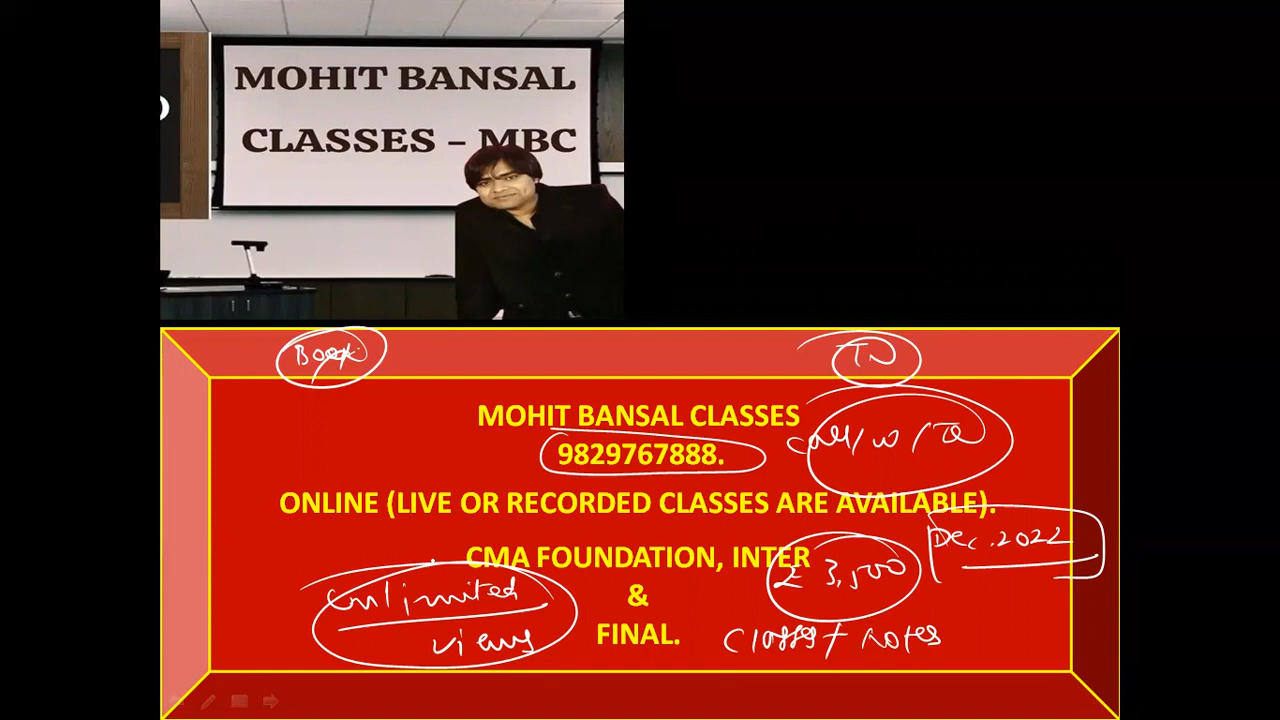 MOHIT BANSAL
CLASSES – MBC
Book
MOHIT BANSAL CLASSES
9829767888.
ONLINE (LIVE OR RECORDED CLASSES ARE AVAILABLE).
Dec. 2022
CMA FOUNDATION, INTER
3,500
&
unlimited
views
FINAL.
Classes + Notes